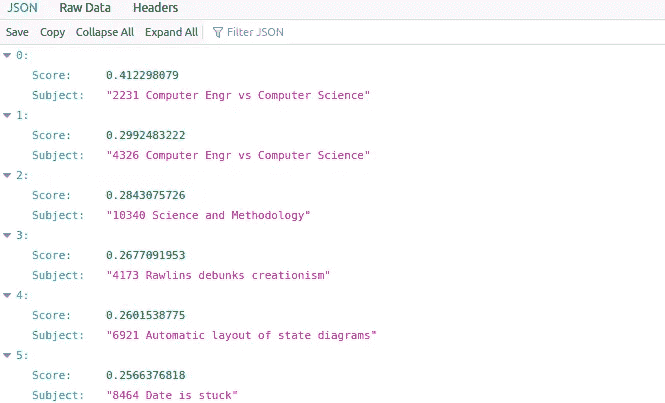 JSON Raw Data Headers
Save Copy Collapse All Expand All Filter JSON
0:
Score: 0.412298079
Subject: "2231 Computer Engr vs Computer Science"
1:
Score: 0.2992483222
Subject: "4326 Computer Engr vs Computer Science"
2:
Score: 0.2843075726
Subject: "10340 Science and Methodology"
3:
Score: 0.2677091953
Subject: "4173 Rawlins debunks creationism"
4:
Score: 0.2601538775
Subject: "6921 Automatic layout of state diagrams"
5:
Score: 0.2566376818
Subject: "8464 Date is stuck"